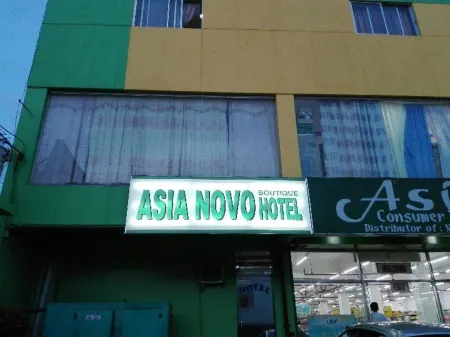 ASIA NOVO BOUTIQUE HOTEL
Asi
Consumer
Distributor of : N
HOTEL